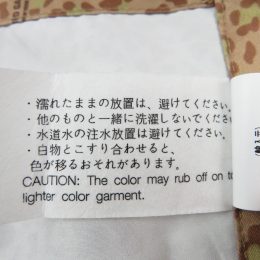 ・濡れたままの放置は、避けてください。
・他のものと一緒に洗濯しないでください
・水道水の注水放置は避けてください。
・白物とこすり合わせると、
色が移るおそれがあります。
CAUTION: The color may rub off on to
lighter color garment.